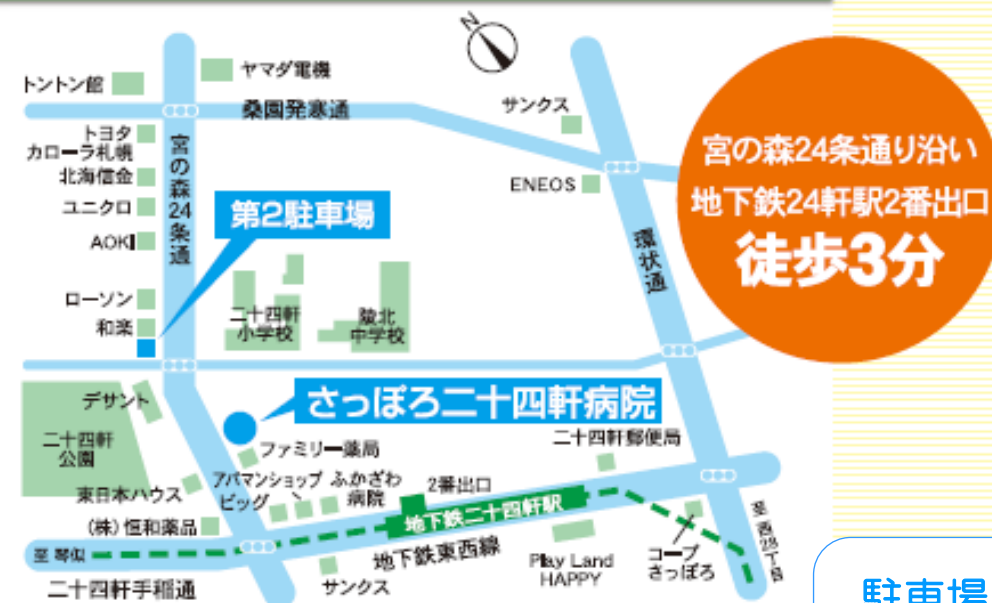 N
トントン館
ヤマダ電機
桑園発寒通
サンクス
トヨタ
カローラ札幌
北海信金
ユニクロ
AOKI
宮の森24条通
ENEOS
第2駐車場
環状通
宮の森24条通り沿い
地下鉄24軒駅2番出口
徒歩3分
ローソン
和楽
二十四軒
小学校
陵北
中学校
デサント
さっぽろ二十四軒病院
二十四軒
公園
ファミリー薬局
二十四軒郵便局
東日本ハウス
アパマンショップ
ビッグ
ふかざわ
病院
2番出口
地下鉄二十四軒駅
(株)恒和薬品
至 琴似
地下鉄東西線
Play Land
HAPPY
コープ
さっぽろ
至 西28丁目
二十四軒手稲通
サンクス
駐車場